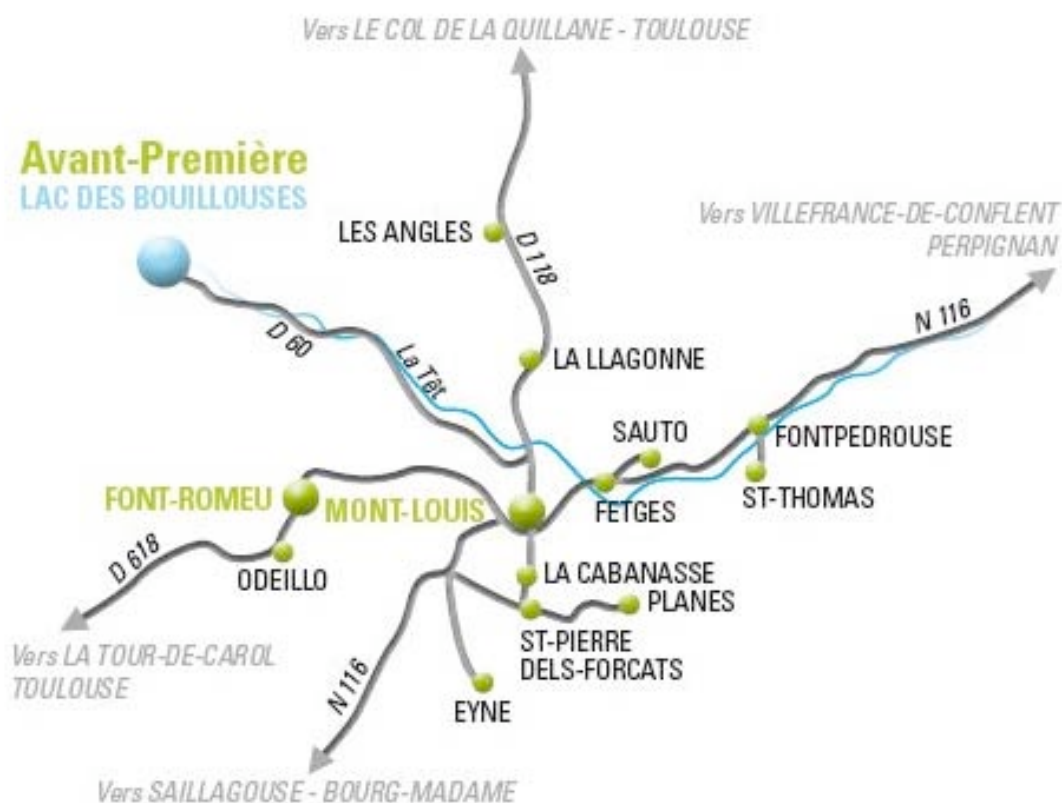 Vers LE COL DE LA QUILLANE - TOULOUSE
Avant-Première
LAC DES BOUILLOUSES
Vers VILLEFRANCE-DE-CONFLENT
PERPIGNAN
LES ANGLES
D 118
N 116
D 60
La Têt
LA LLAGONNE
SAUTO
FONTPEDROUSE
ST-THOMAS
FONT-ROMEU
MONT-LOUIS
FETGES
D 618
ODEILLO
LA CABANASSE
PLANES
ST-PIERRE
DELS-FORCATS
Vers LA TOUR-DE-CAROL
TOULOUSE
N 116
EYNE
Vers SAILLAGOUSE - BOURG-MADAME